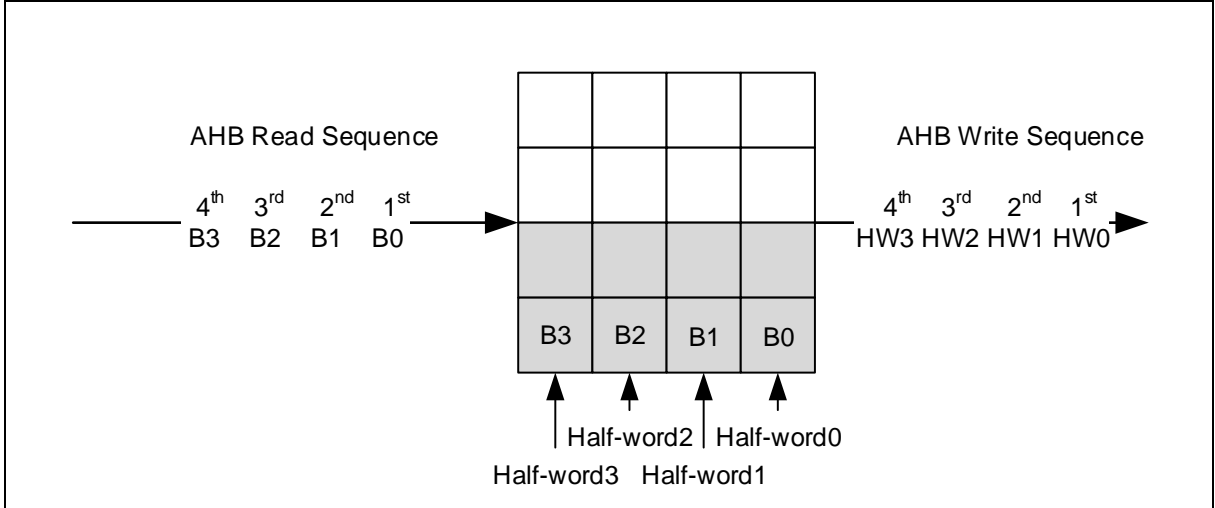 AHB Read Sequence
4th 3rd 2nd 1st
B3 B2 B1 B0
B3 B2 B1 B0
AHB Write Sequence
4th 3rd 2nd 1st
HW3 HW2 HW1 HW0
Half-word2 Half-word0
Half-word3 Half-word1